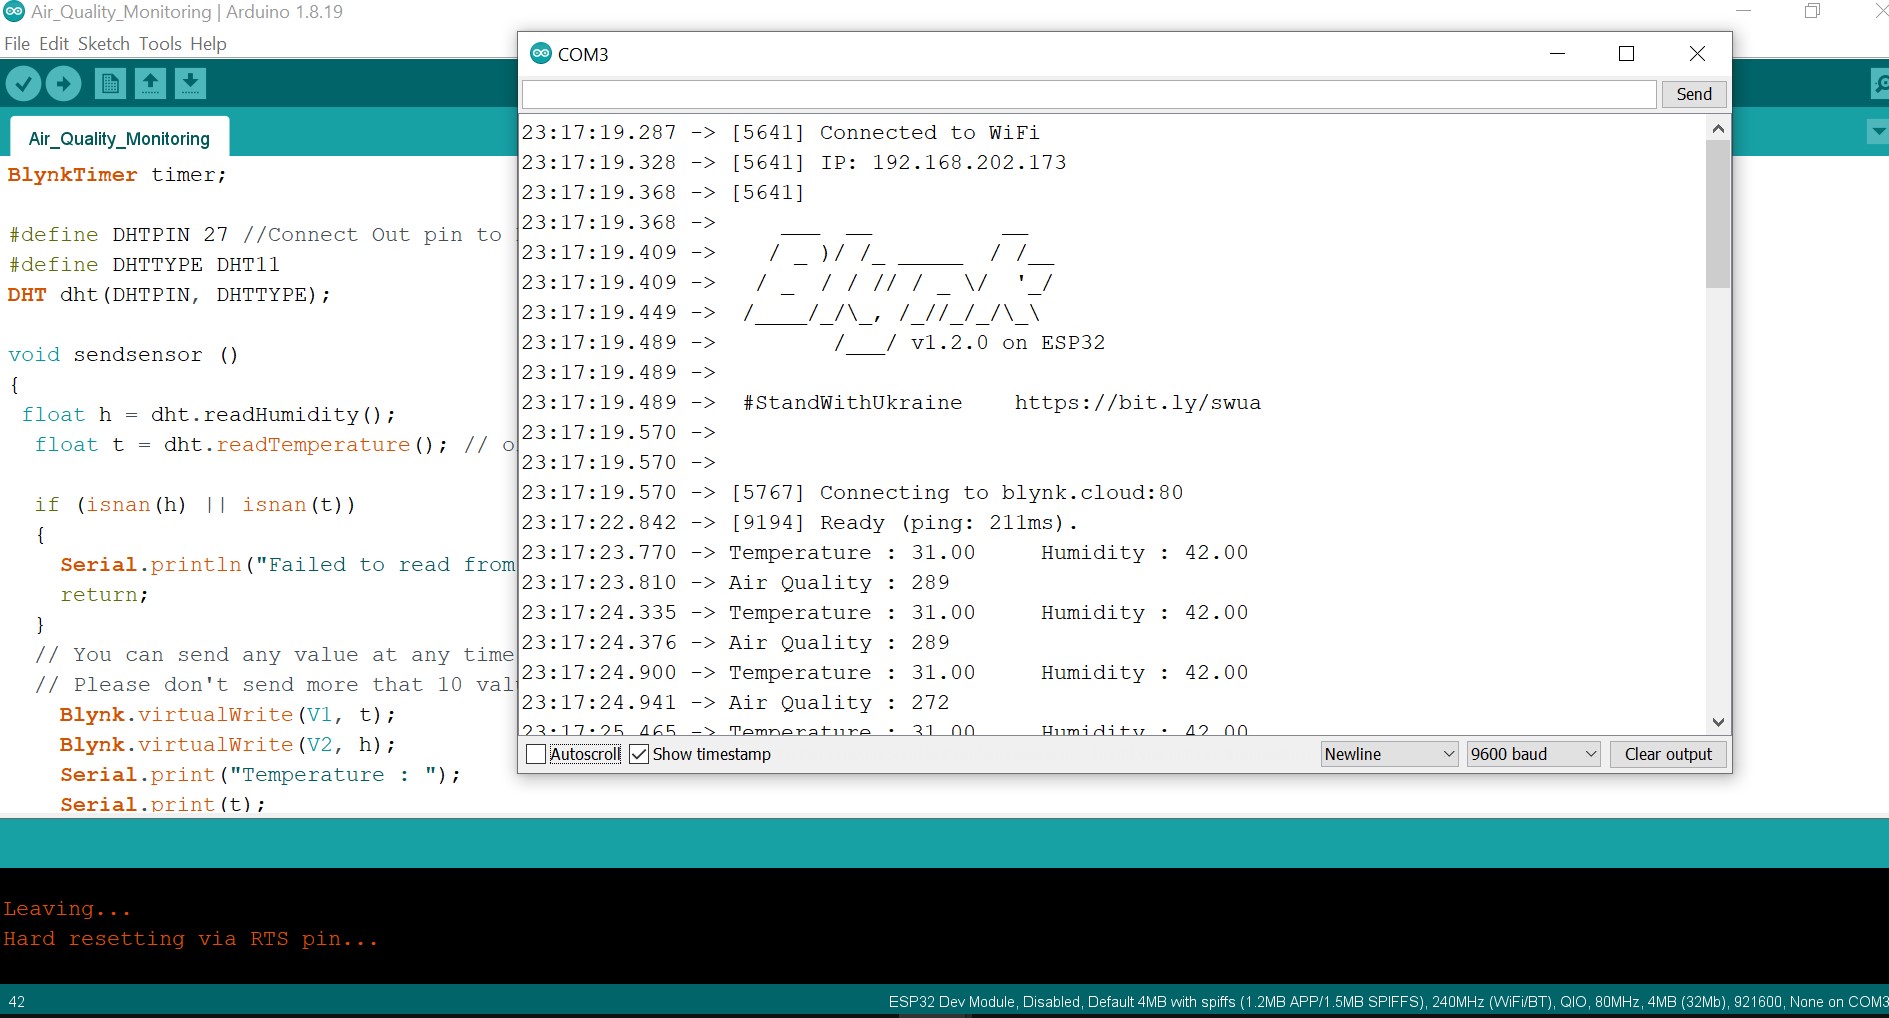 Air_Quality_Monitoring | Arduino 1.8.19
File Edit Sketch Tools Help
Air_Quality_Monitoring
BlynkTimer timer;
#define DHTPIN 27 //Connect Out pin to
#define DHTTYPE DHT11
DHT dht(DHTPIN, DHTTYPE);
void sendsensor ()
{
float h = dht.readHumidity();
float t = dht.readTemperature(); // o
if (isnan(h) || isnan(t))
{
Serial.println("Failed to read from
return;
}
// You can send any value at any time
// Please don't send more that 10 val
Blynk.virtualWrite(V1, t);
Blynk.virtualWrite(V2, h);
Serial.print("Temperature : ");
Serial.print(t);
COM3
Send
23:17:19.287 -> [5641] Connected to WiFi
23:17:19.328 -> [5641] IP: 192.168.202.173
23:17:19.368 -> [5641]
23:17:19.368 ->     ___  __          __
23:17:19.409 ->    / _ )/ /_ _____  / /__
23:17:19.409 ->   / _  / / // / _ \/  '_/
23:17:19.449 ->  /____/_/\_, /_//_/_/\_\
23:17:19.489 ->        /___/ v1.2.0 on ESP32
23:17:19.489 ->
23:17:19.489 -> #StandWithUkraine    https://bit.ly/swua
23:17:19.570 ->
23:17:19.570 ->
23:17:19.570 -> [5767] Connecting to blynk.cloud:80
23:17:22.842 -> [9194] Ready (ping: 211ms).
23:17:23.770 -> Temperature : 31.00     Humidity : 42.00
23:17:23.810 -> Air Quality : 289
23:17:24.335 -> Temperature : 31.00     Humidity : 42.00
23:17:24.376 -> Air Quality : 289
23:17:24.900 -> Temperature : 31.00     Humidity : 42.00
23:17:24.941 -> Air Quality : 272
23:17:25.465 -> Temperature : 31.00     Humidity : 42.00
Autoscroll Show timestamp Newline 9600 baud Clear output
Leaving...
Hard resetting via RTS pin...
42 ESP32 Dev Module, Disabled, Default 4MB with spiffs (1.2MB APP/1.5MB SPIFFS), 240MHz (WiFi/BT), QIO, 80MHz, 4MB (32Mb), 921600, None on COM3